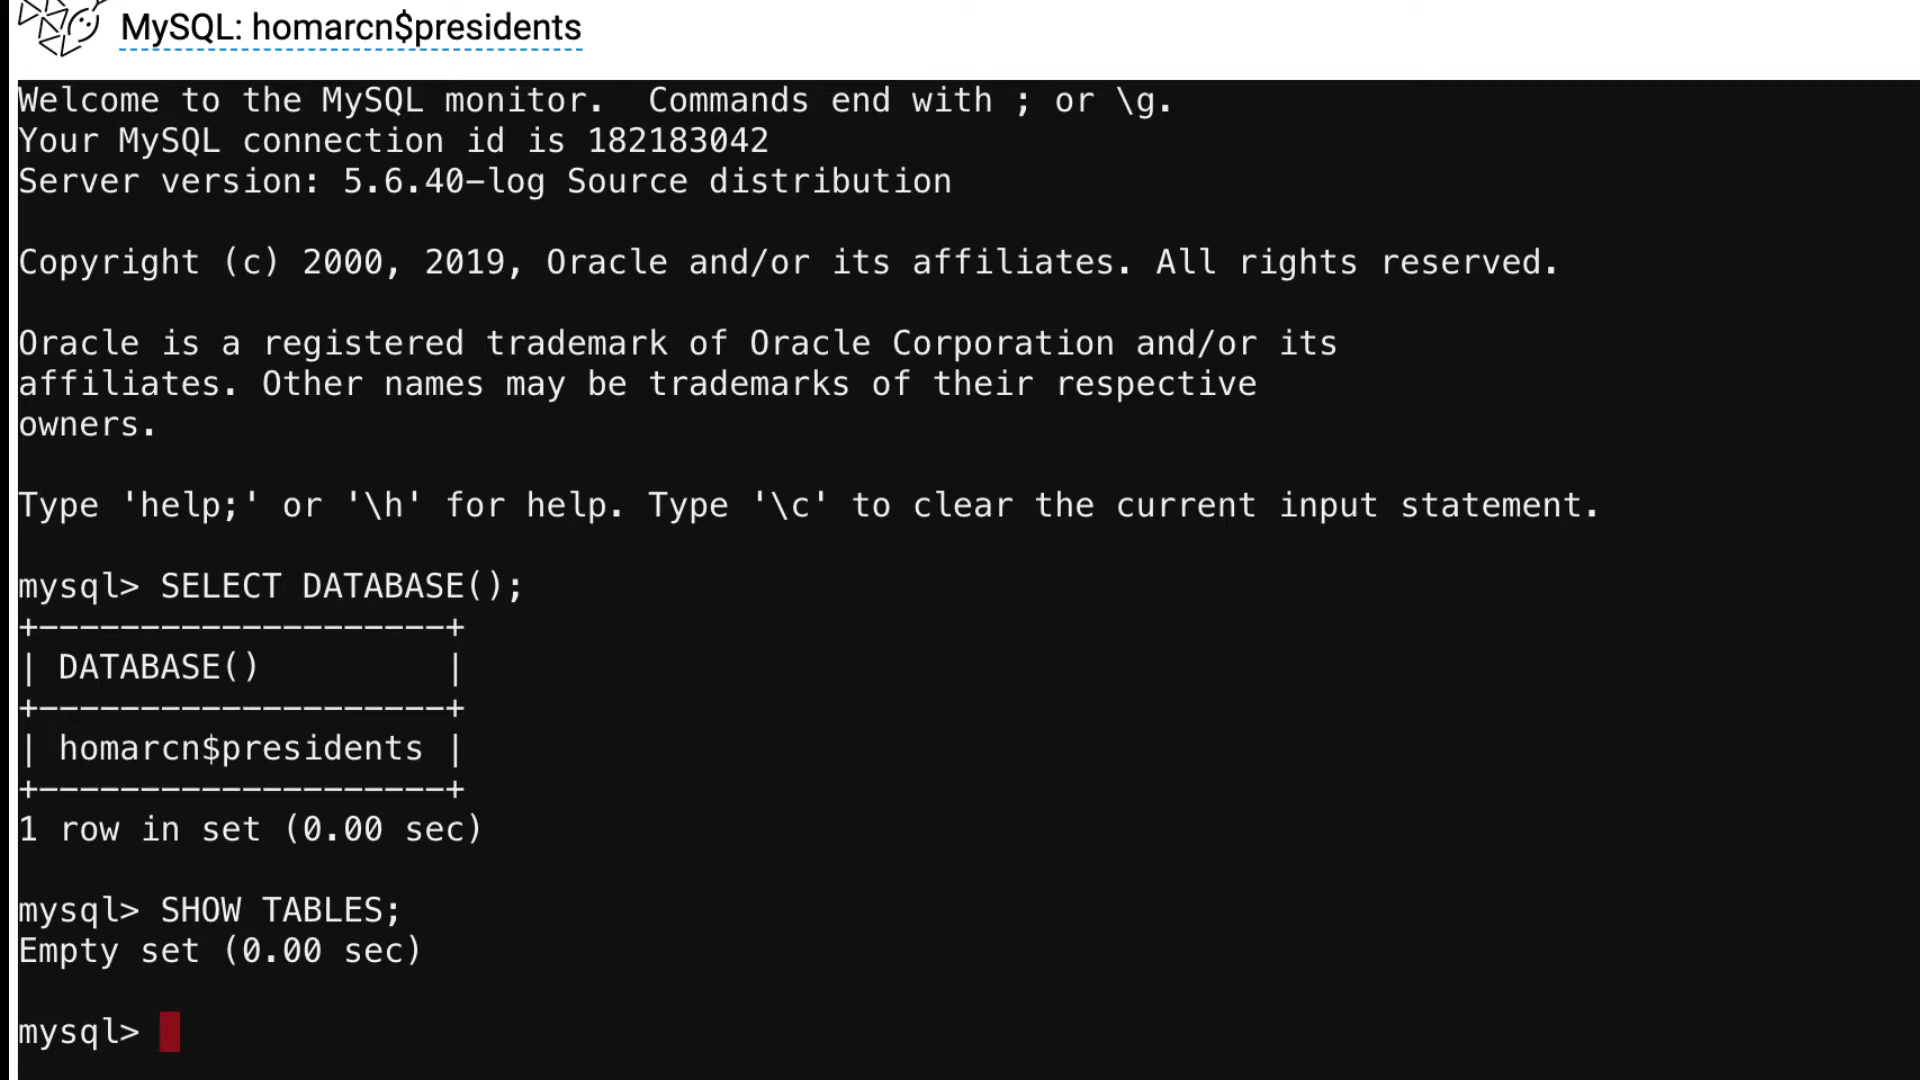 MySQL: homarcn$presidents
Welcome to the MySQL monitor.  Commands end with ; or \g.
Your MySQL connection id is 182183042
Server version: 5.6.40-log Source distribution
Copyright (c) 2000, 2019, Oracle and/or its affiliates. All rights reserved.
Oracle is a registered trademark of Oracle Corporation and/or its
affiliates. Other names may be trademarks of their respective
owners.
Type 'help;' or '\h' for help. Type '\c' to clear the current input statement.
mysql> SELECT DATABASE();
+--------------------+
| DATABASE()         |
+--------------------+
| homarcn$presidents |
+--------------------+
1 row in set (0.00 sec)
mysql> SHOW TABLES;
Empty set (0.00 sec)
mysql>